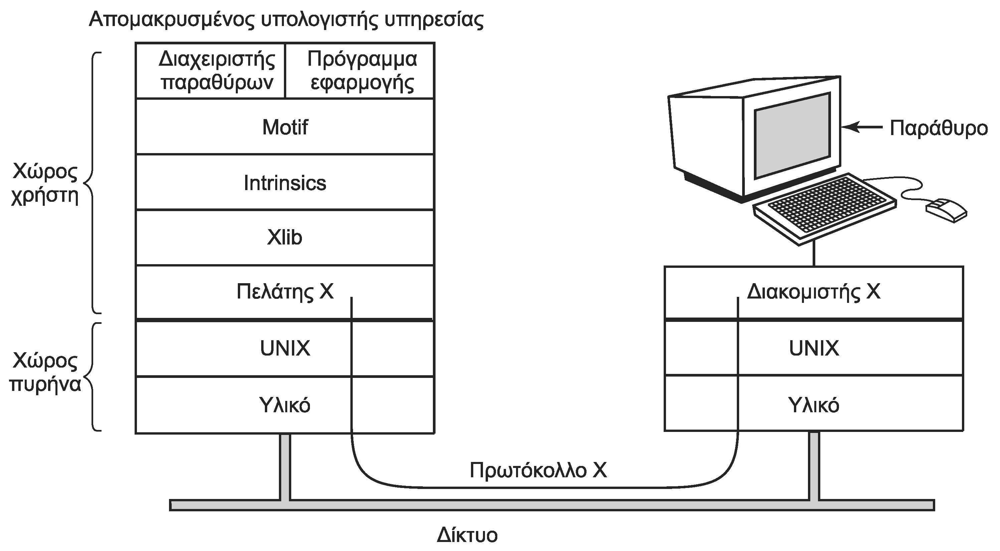 Απομακρυσμένος υπολογιστής υπηρεσίας
Διαχειριστής
παραθύρων
Πρόγραμμα
εφαρμογής
Motif
Intrinsics
Xlib
Πελάτης X
UNIX
Υλικό
Χώρος
χρήστη
Χώρος
πυρήνα
Παράθυρο
Διακομιστής X
UNIX
Υλικό
Πρωτόκολλο X
Δίκτυο